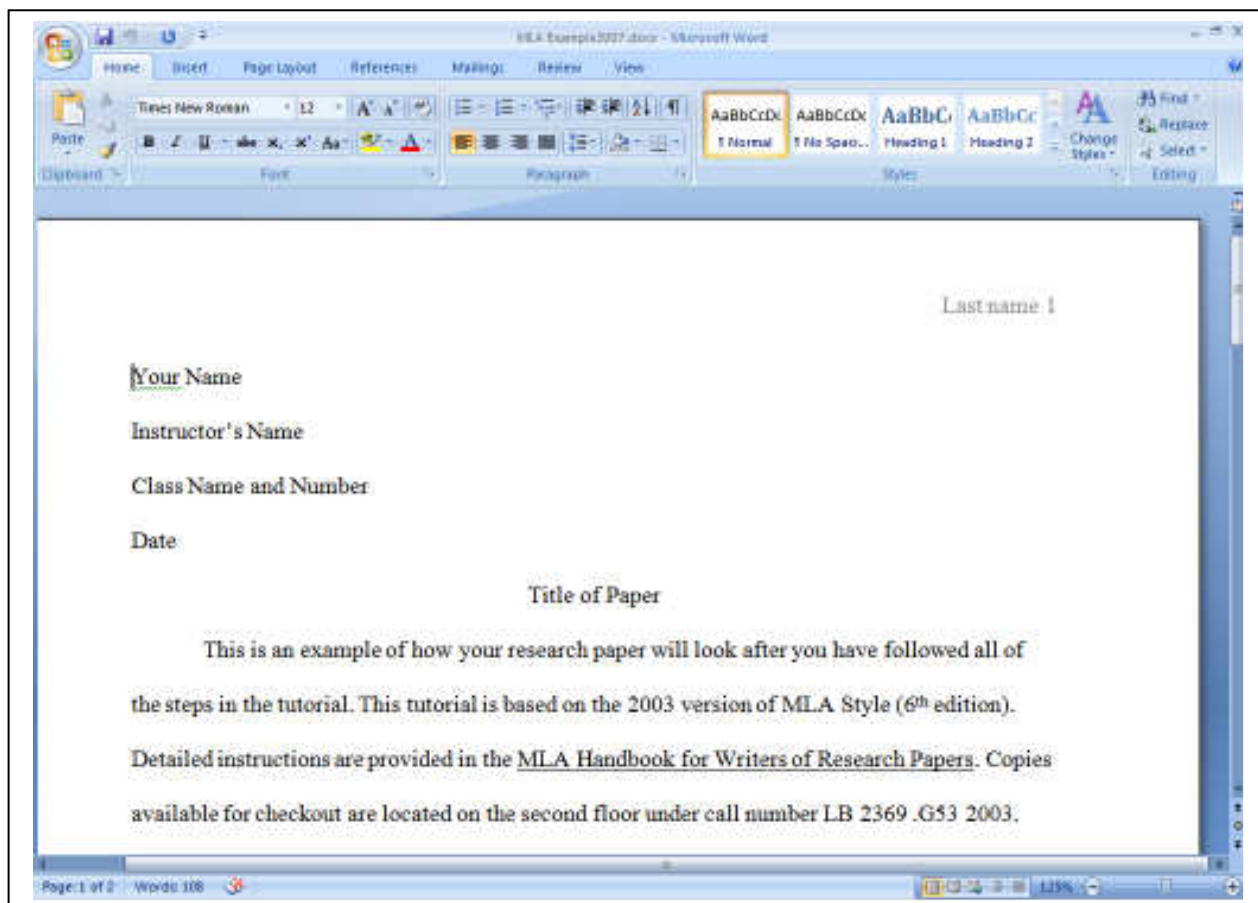 MLA Example2007.docx - Microsoft Word
Home Insert Page Layout References Mailings Review View
Times New Roman 12
Paste
B I U abc x, x' Aa A
AaBbCcDc AaBbCcDc AaBbC AaBbCc
¶ Normal ¶ No Spaci... Heading 1 Heading 2
Change Styles
Find
Replace
Select
Clipboard Font Paragraph Styles Editing
Last name 1
Your Name
Instructor's Name
Class Name and Number
Date
Title of Paper
This is an example of how your research paper will look after you have followed all of
the steps in the tutorial. This tutorial is based on the 2003 version of MLA Style (6th edition).
Detailed instructions are provided in the MLA Handbook for Writers of Research Papers. Copies
available for checkout are located on the second floor under call number LB 2369 .G53 2003.
Page: 1 of 2 Words: 108 125%